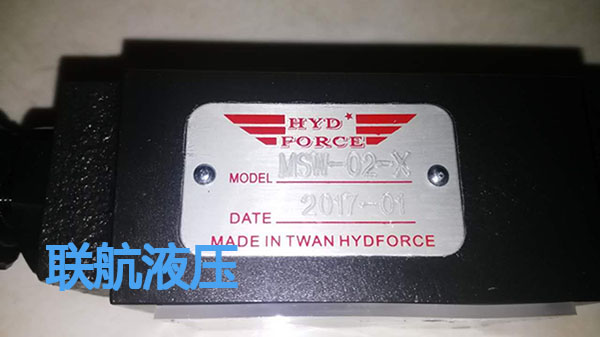 HYD
FORCE
MODEL MSW-02-X
DATE 2017-01
MADE IN TWAN HYDFORCE
联航液压